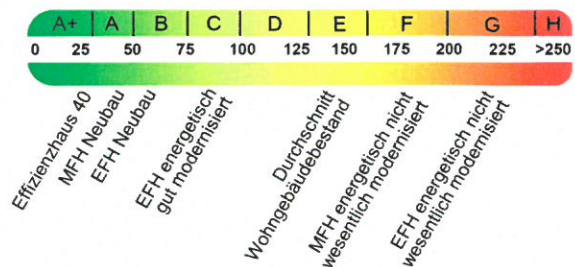 A+ A B C D E F G H
0 25 50 75 100 125 150 175 200 225 >250
Effizienzhaus 40
MFH Neubau
EFH Neubau
EFH energetisch
gut modernisiert
Durchschnitt
Wohngebäudebestand
MFH energetisch nicht
wesentlich modernisiert
EFH energetisch nicht
wesentlich modernisiert